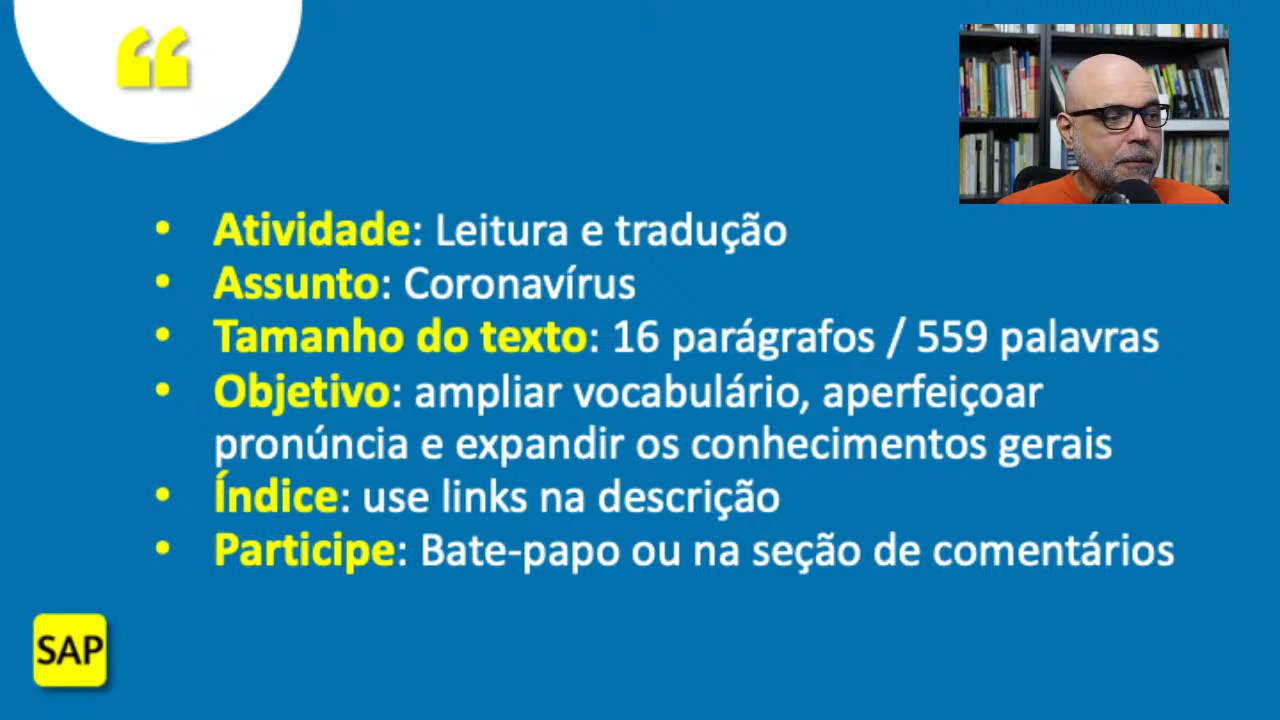 • Atividade: Leitura e tradução
• Assunto: Coronavírus
• Tamanho do texto: 16 parágrafos / 559 palavras
• Objetivo: ampliar vocabulário, aperfeiçoar
pronúncia e expandir os conhecimentos gerais
• Índice: use links na descrição
• Participe: Bate-papo ou na seção de comentários
SAP